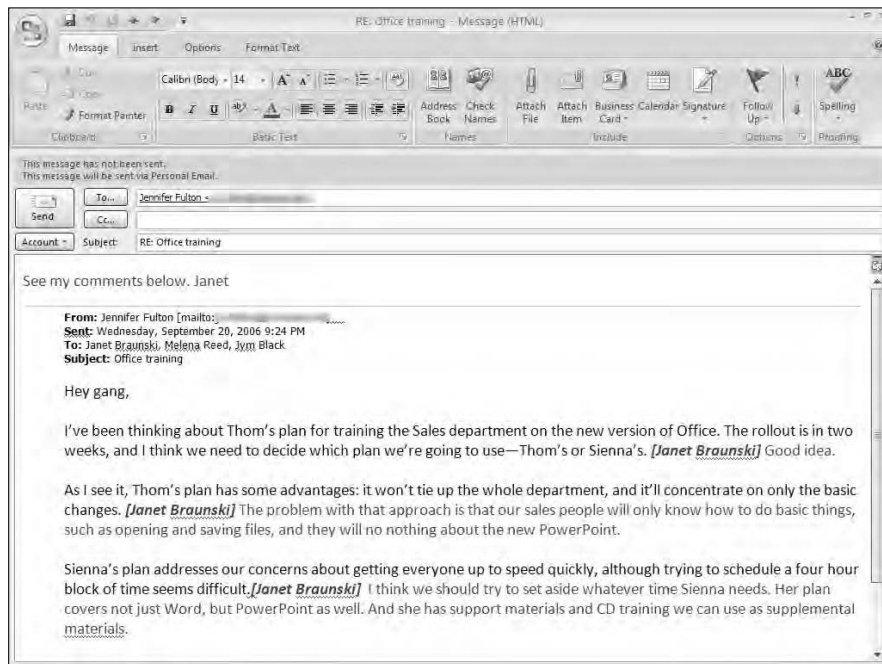 RE: Office training - Message (HTML)
Message Insert Options Format Text
Cut
Calibri (Body) 14 A A
ABC
Copy
Paste
Format Painter
B I U ab A
Address Book
Check Names
Attach File
Attach Item
Business Card
Calendar
Signature
Follow Up
Spelling
Clipboard Basic Text Names Include Options Proofing
This message has not been sent.
This message will be sent via Personal Email.
Send
To... Jennifer Fulton <
Cc...
Account Subject: RE: Office training
See my comments below. Janet
From: Jennifer Fulton [mailto:
Sent: Wednesday, September 20, 2006 9:24 PM
To: Janet Braunski, Melena Reed, Jym Black
Subject: Office training
Hey gang,
I've been thinking about Thom's plan for training the Sales department on the new version of Office. The rollout is in two
weeks, and I think we need to decide which plan we're going to use—Thom's or Sienna's. [Janet Braunski] Good idea.
As I see it, Thom's plan has some advantages: it won't tie up the whole department, and it'll concentrate on only the basic
changes. [Janet Braunski] The problem with that approach is that our sales people will only know how to do basic things,
such as opening and saving files, and they will no nothing about the new PowerPoint.
Sienna's plan addresses our concerns about getting everyone up to speed quickly, although trying to schedule a four hour
block of time seems difficult.[Janet Braunski] I think we should try to set aside whatever time Sienna needs. Her plan
covers not just Word, but PowerPoint as well. And she has support materials and CD training we can use as supplemental
materials.